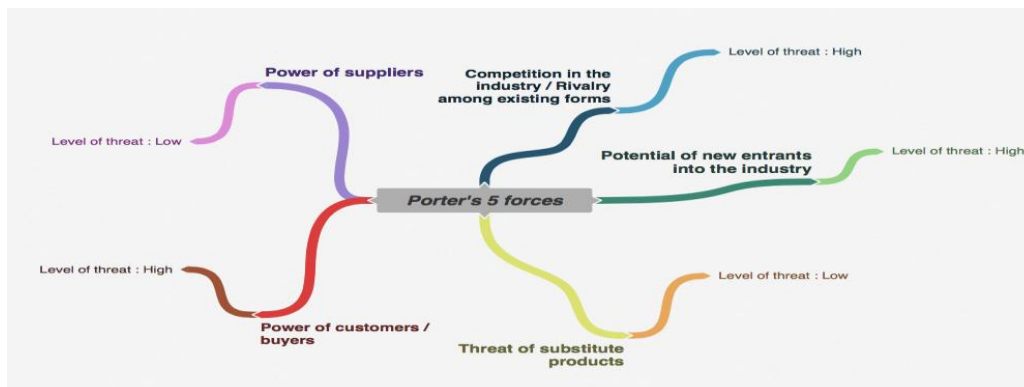 Level of threat : High
Power of suppliers
Competition in the
industry / Rivalry
among existing forms
Level of threat : Low
Potential of new entrants
into the industry
Level of threat : High
Porter's 5 forces
Level of threat : High
Level of threat : Low
Power of customers /
buyers
Threat of substitute
products